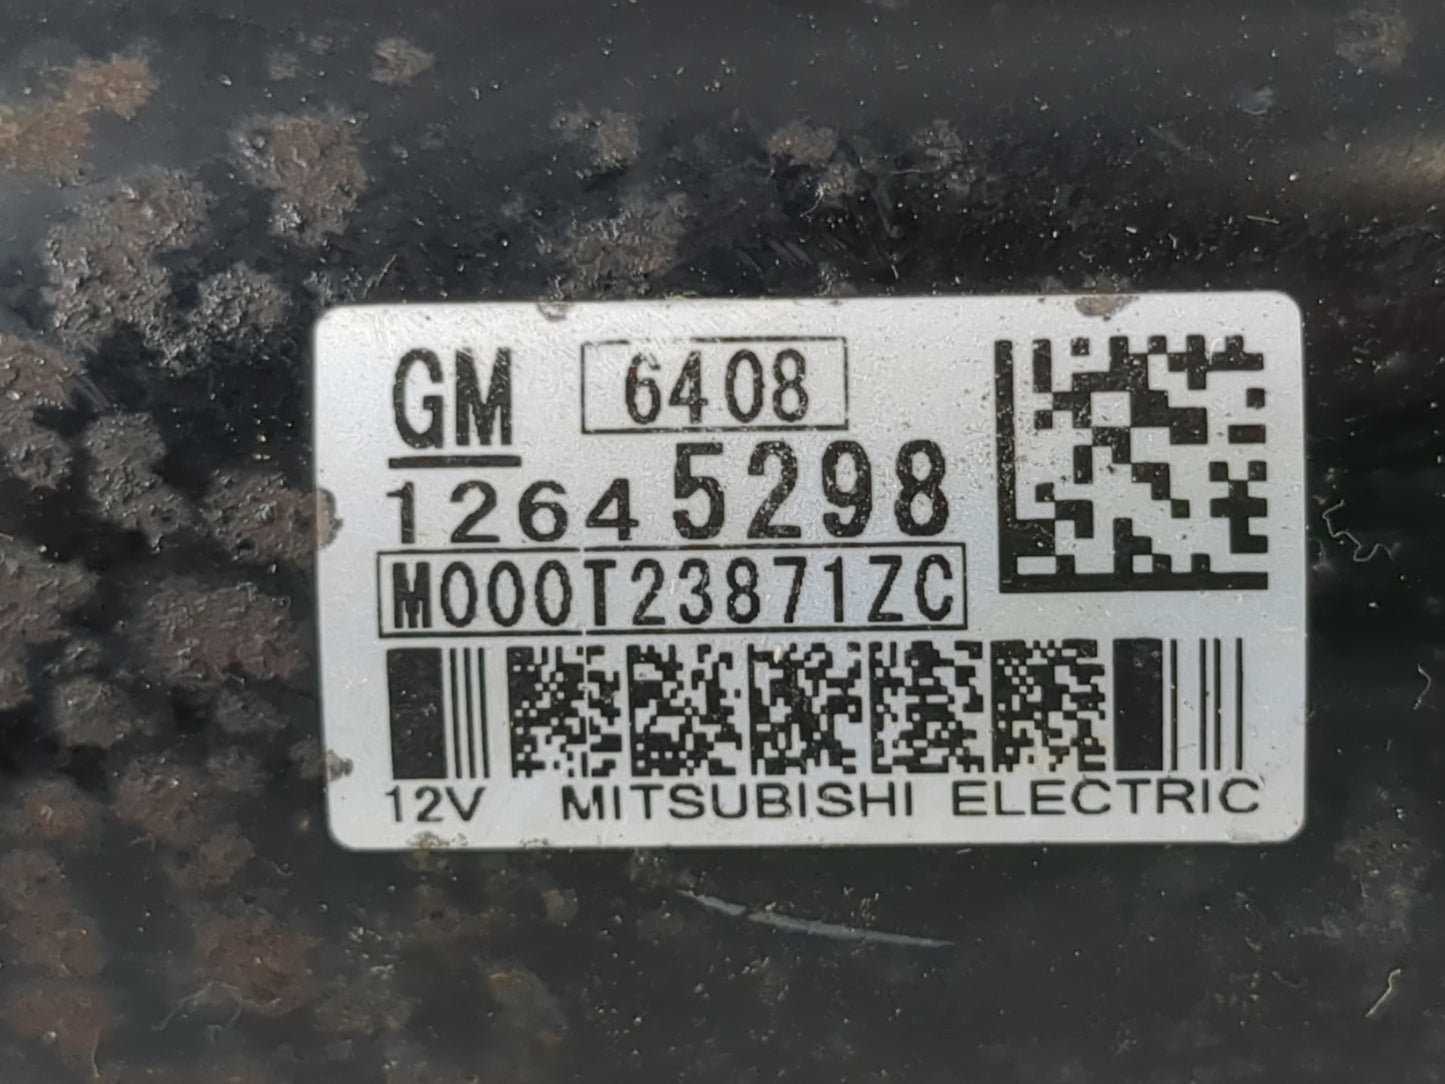 GM 6408
12645298
M000T23871ZC
12V MITSUBISHI ELECTRIC